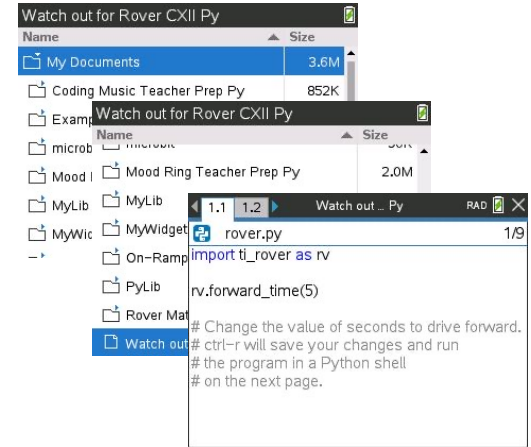 Watch out for Rover CXII Py
Name Size
My Documents 3.6M
Coding Music Teacher Prep Py 852K
microb
Mood
MyLib
Watch out for Rover CXII Py
Name Size
Mood Ring Teacher Prep Py 2.0M
MyLib
MyWidget
On-Ramp
PyLib
Rover Mat
Watch out
1.1 1.2 Watch out ... Py RAD
rover.py 1/9
import ti_rover as rv
rv.forward_time(5)
# Change the value of seconds to drive forward.
# ctrl-r will save your changes and run
# the program in a Python shell
# on the next page.